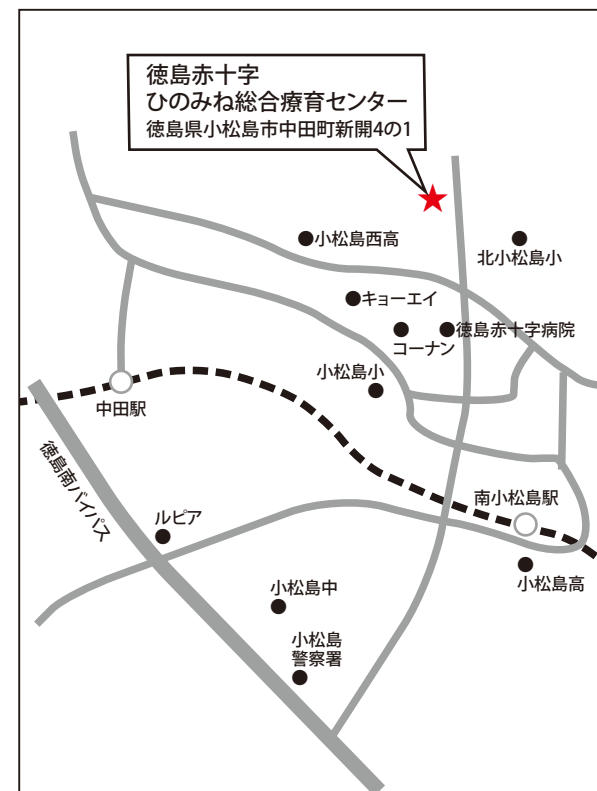 徳島赤十字
ひのみね総合療育センター
徳島県小松島市中田町新開4の1
小松島西高
北小松島小
キョーエイ
徳島赤十字病院
コーナン
小松島小
中田駅
徳島南バイパス
南小松島駅
ルピア
小松島高
小松島中
小松島
警察署